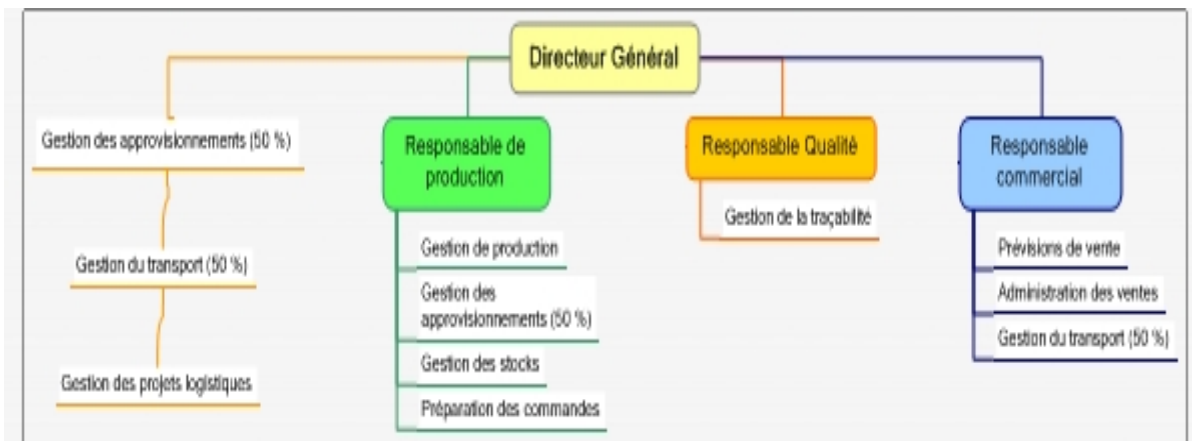 Directeur Général
Gestion des approvisionnements (50 %)
Gestion du transport (50 %)
Gestion des projets logistiques
Responsable de
production
Gestion de production
Gestion des
approvisionnements (50 %)
Gestion des stocks
Préparation des commandes
Responsable Qualité
Gestion de la traçabilité
Responsable
commercial
Prévisions de vente
Administration des ventes
Gestion du transport (50 %)